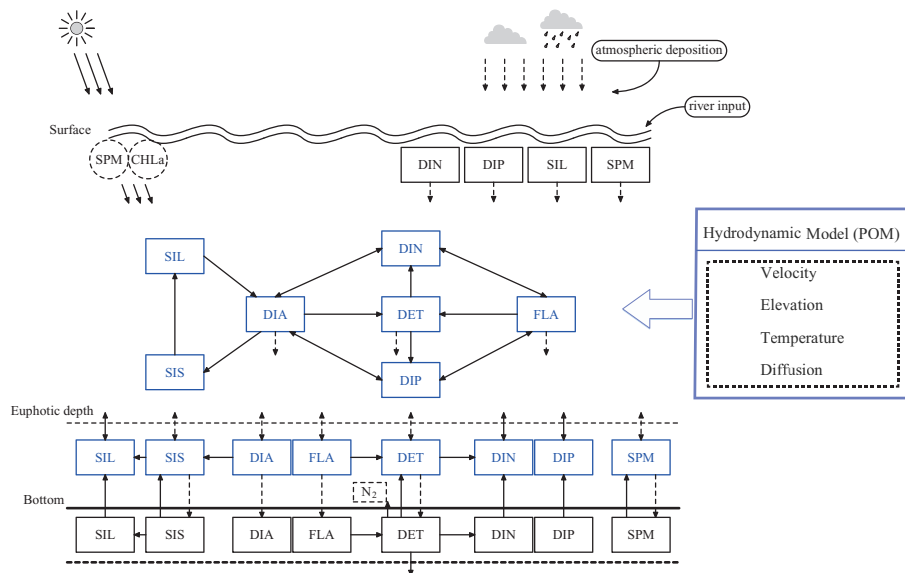 atmospheric deposition
river input
Surface
SPM CHLa
DIN DIP SIL SPM
Hydrodynamic Model (POM)
Velocity
Elevation
Temperature
Diffusion
SIL
DIN
DIA
DET
FLA
SIS
DIP
Euphotic depth
SIL SIS DIA FLA DET DIN DIP SPM
Bottom
N₂
SIL SIS DIA FLA DET DIN DIP SPM